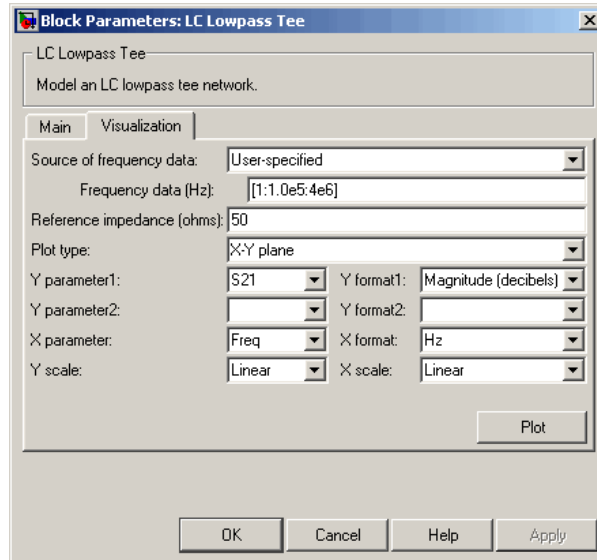 Block Parameters: LC Lowpass Tee
LC Lowpass Tee
Model an LC lowpass tee network.
Main Visualization
Source of frequency data: User-specified
Frequency data (Hz): [1:1.0e5:4e6]
Reference impedance (ohms): 50
Plot type: X-Y plane
Y parameter1: S21 Y format1: Magnitude (decibels)
Y parameter2: Y format2:
X parameter: Freq X format: Hz
Y scale: Linear X scale: Linear
Plot
OK Cancel Help Apply